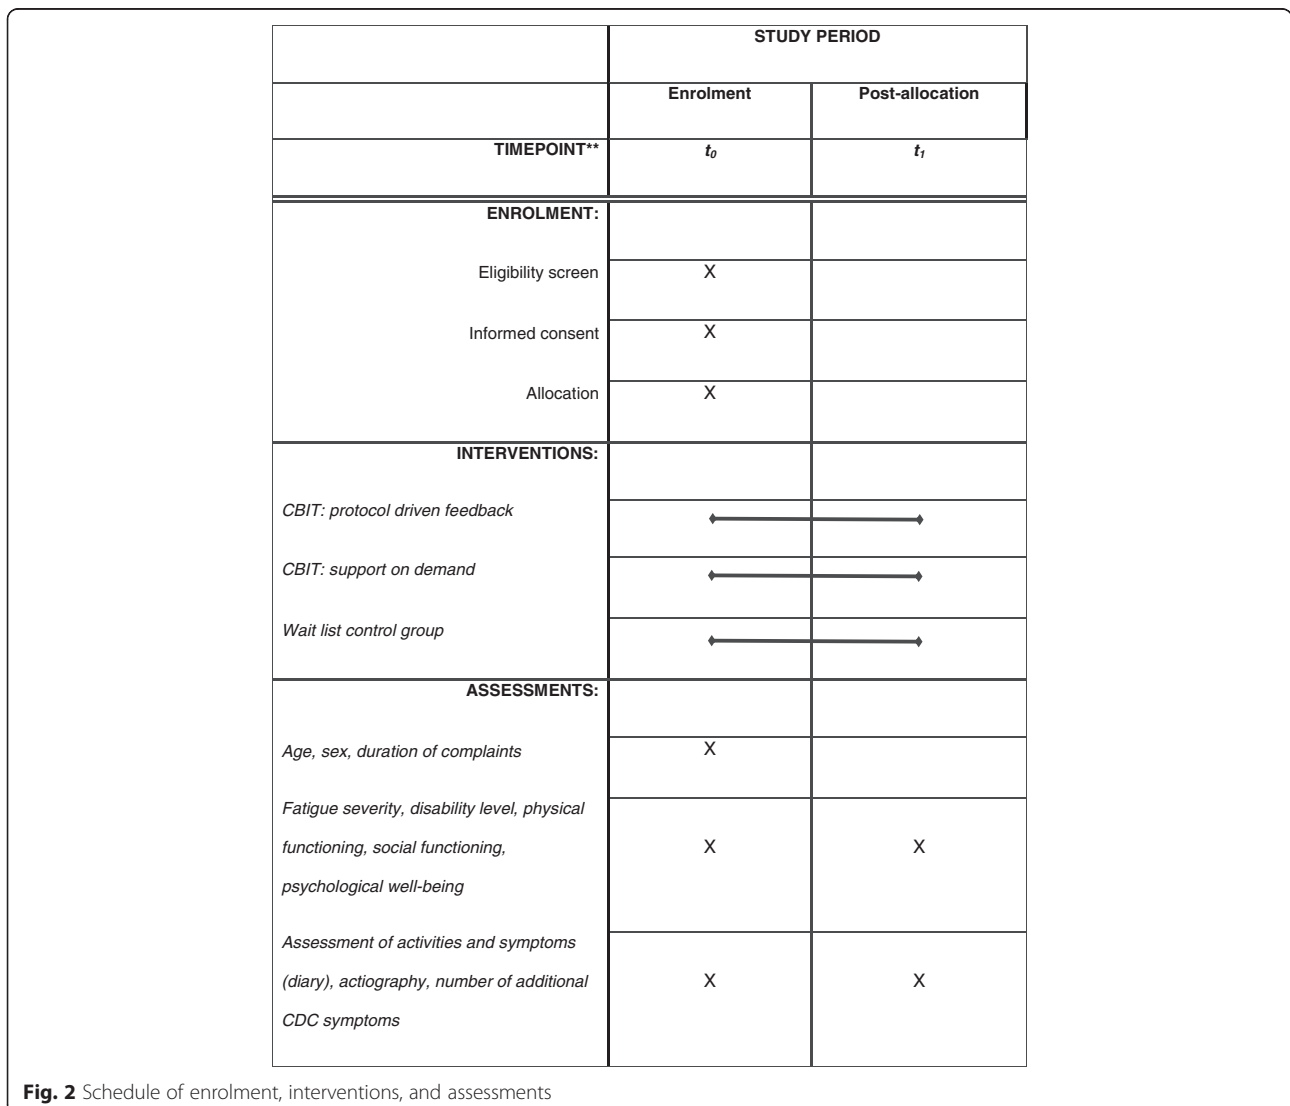 STUDY PERIOD
Enrolment Post-allocation
TIMEPOINT** t0 t1
ENROLMENT:
Eligibility screen X
Informed consent X
Allocation X
INTERVENTIONS:
CBIT: protocol driven feedback
CBIT: support on demand
Wait list control group
ASSESSMENTS:
Age, sex, duration of complaints X
Fatigue severity, disability level, physical
functioning, social functioning, X X
psychological well-being
Assessment of activities and symptoms
(diary), actiography, number of additional X X
CDC symptoms
Fig. 2 Schedule of enrolment, interventions, and assessments